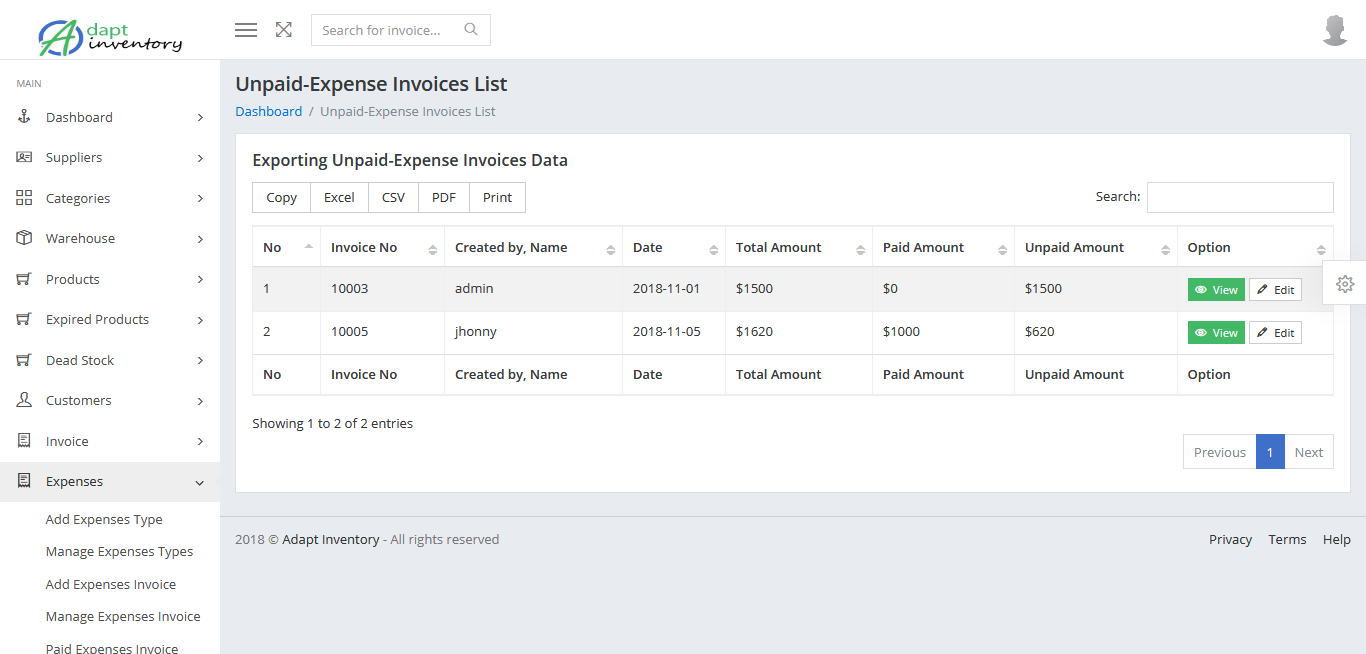 Adapt
inventory
Search for invoice...
MAIN
Dashboard
Suppliers
Categories
Warehouse
Products
Expired Products
Dead Stock
Customers
Invoice
Expenses
Add Expenses Type
Manage Expenses Types
Add Expenses Invoice
Manage Expenses Invoice
Paid Expenses Invoice
Unpaid-Expense Invoices List
Dashboard / Unpaid-Expense Invoices List
Exporting Unpaid-Expense Invoices Data
Copy Excel CSV PDF Print Search:
No Invoice No Created by, Name Date Total Amount Paid Amount Unpaid Amount Option
1 10003 admin 2018-11-01 $1500 $0 $1500 View Edit
2 10005 jhonny 2018-11-05 $1620 $1000 $620 View Edit
No Invoice No Created by, Name Date Total Amount Paid Amount Unpaid Amount Option
Showing 1 to 2 of 2 entries
Previous 1 Next
2018 © Adapt Inventory - All rights reserved Privacy Terms Help